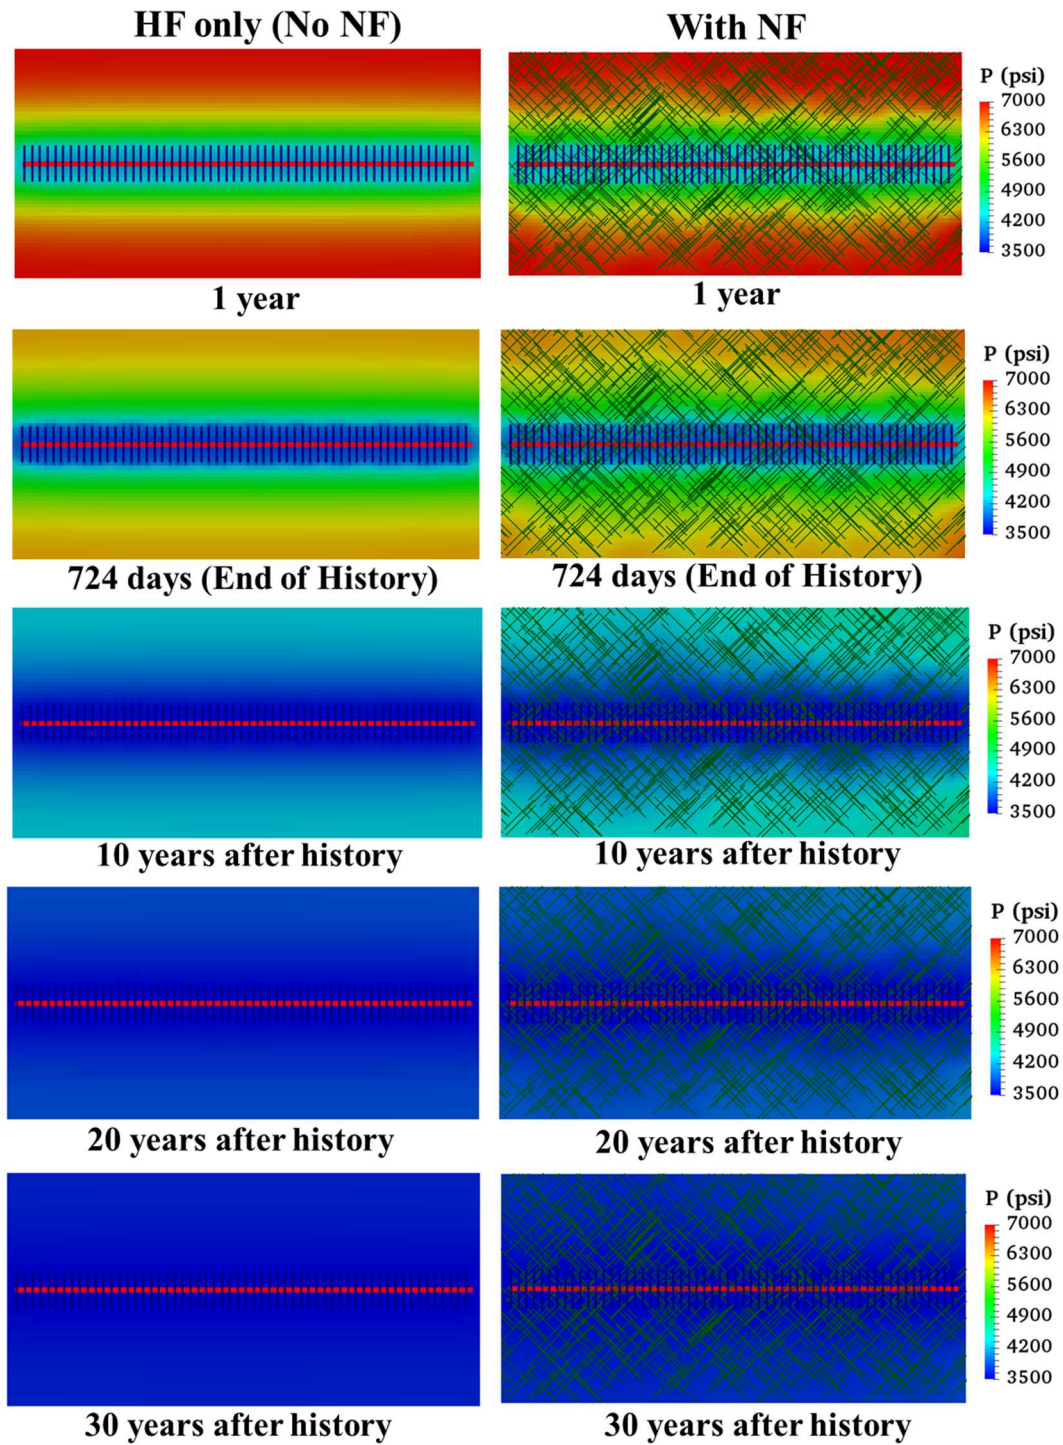 HF only (No NF)
With NF
P (psi)
7000
6300
5600
4900
4200
3500
1 year
1 year
P (psi)
7000
6300
5600
4900
4200
3500
724 days (End of History)
724 days (End of History)
P (psi)
7000
6300
5600
4900
4200
3500
10 years after history
10 years after history
P (psi)
7000
6300
5600
4900
4200
3500
20 years after history
20 years after history
P (psi)
7000
6300
5600
4900
4200
3500
30 years after history
30 years after history